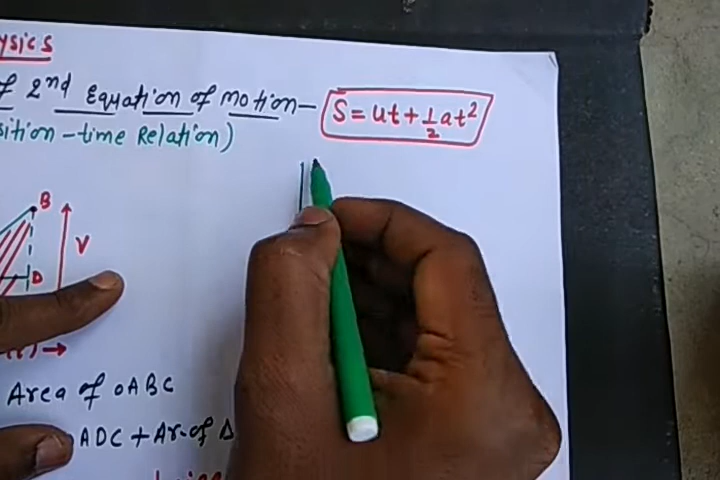 ysics
f 2nd Equation of Motion - S = ut + 1/2 at²
sition - time Relation)
B
V
D
(t) →
Area of OABC
ADC + Ar. of Δ